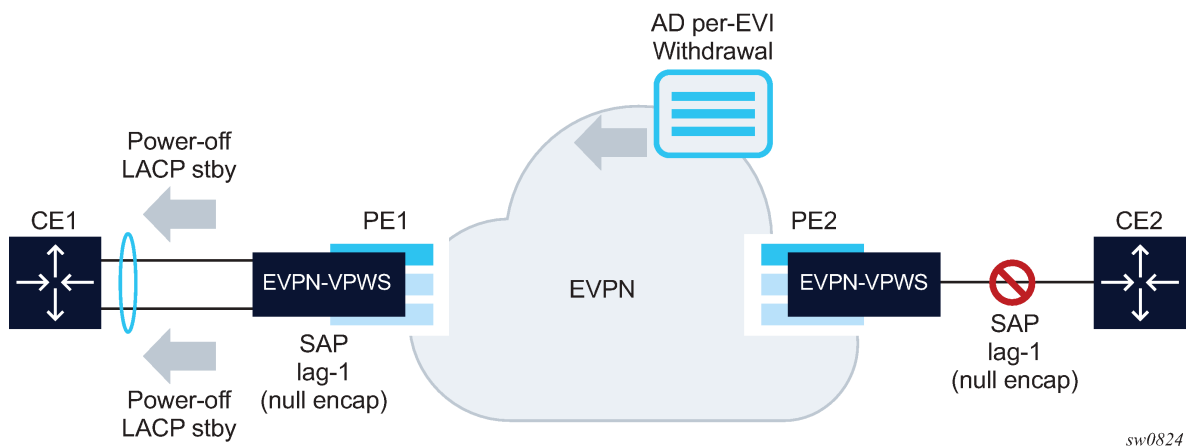 AD per-EVI
Withdrawal
Power-off
LACP stby
CE1
PE1
PE2
CE2
EVPN-VPWS
EVPN
EVPN-VPWS
SAP
lag-1
(null encap)
SAP
lag-1
(null encap)
Power-off
LACP stby
sw0824